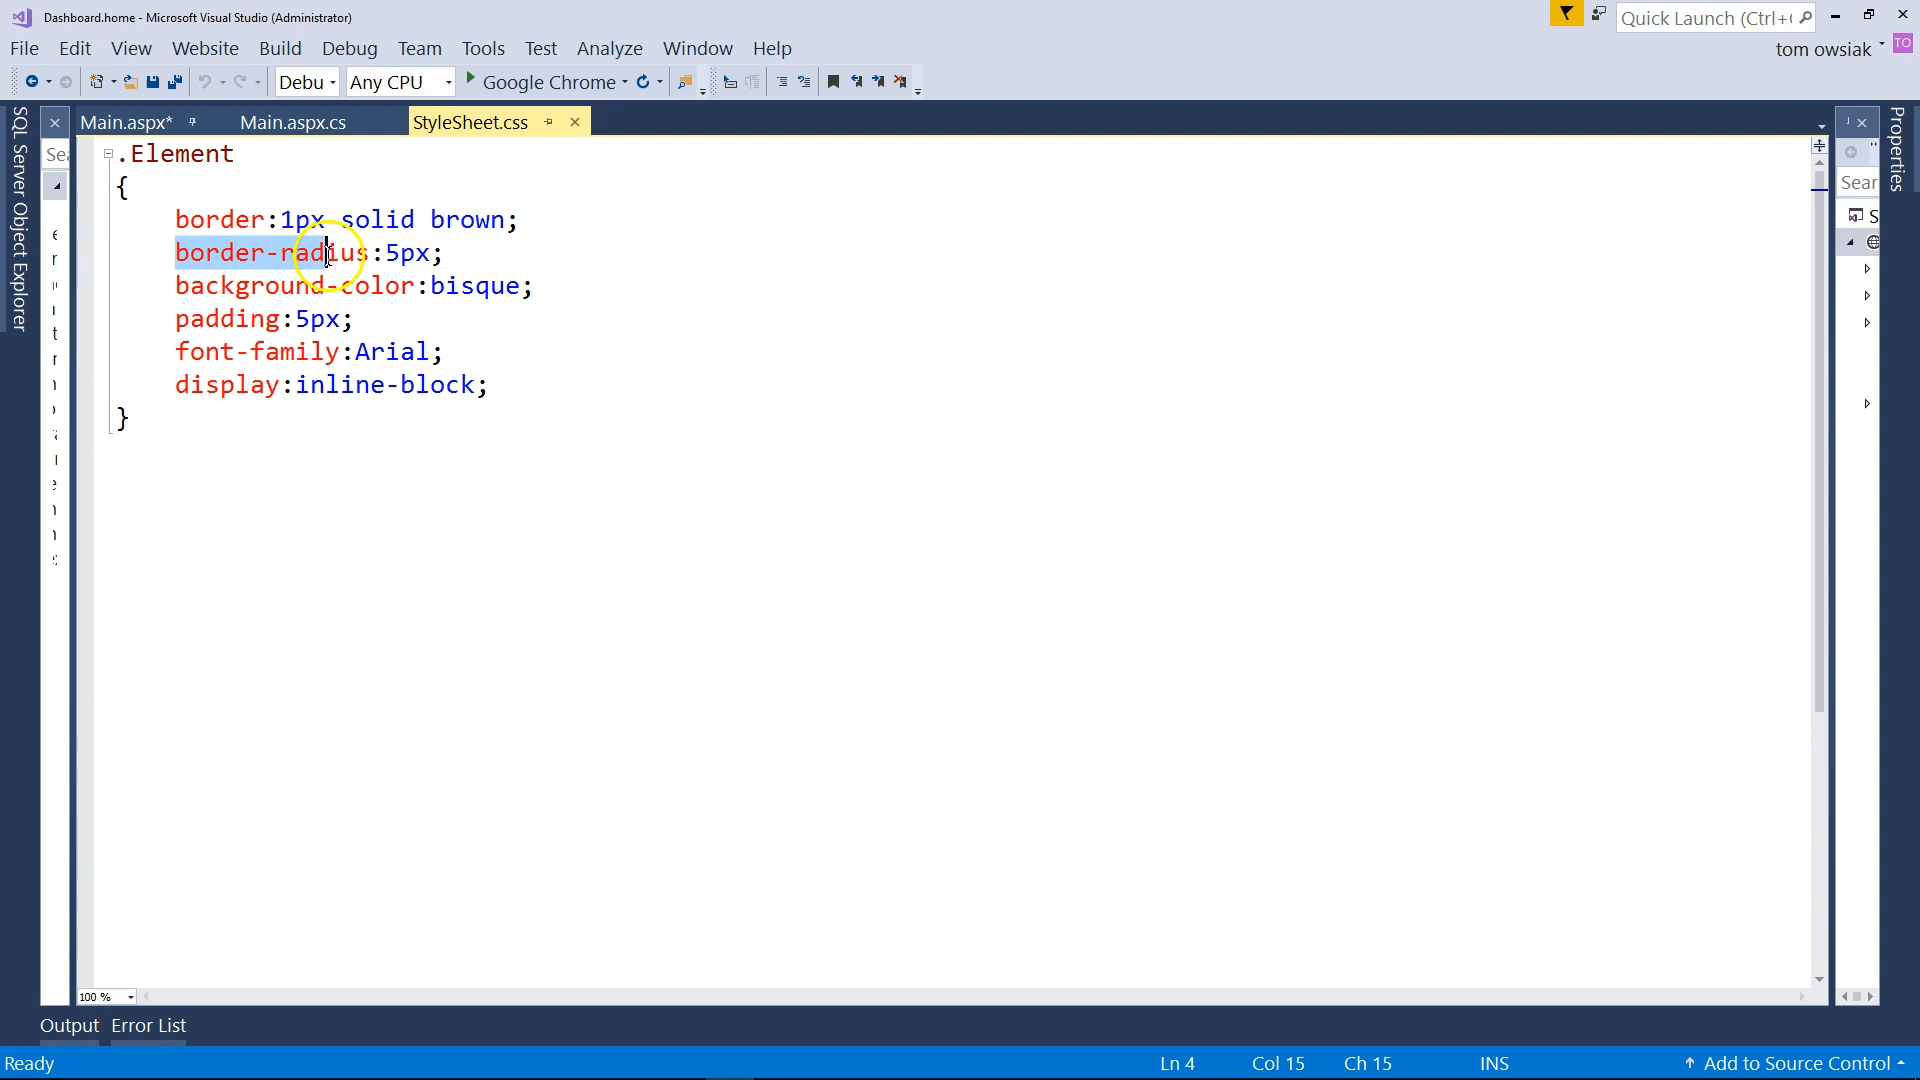 Dashboard.home - Microsoft Visual Studio (Administrator)
Quick Launch (Ctrl+
File Edit View Website Build Debug Team Tools Test Analyze Window Help
tom owsiak TO
Debu Any CPU Google Chrome
SQL Server Object Explorer
Main.aspx* Main.aspx.cs StyleSheet.css
Properties
Sea
Sear
S
.Element
{
border:1px solid brown;
border-radius:5px;
background-color:bisque;
padding:5px;
font-family:Arial;
display:inline-block;
}
100 %
Output Error List
Ready Ln 4 Col 15 Ch 15 INS Add to Source Control